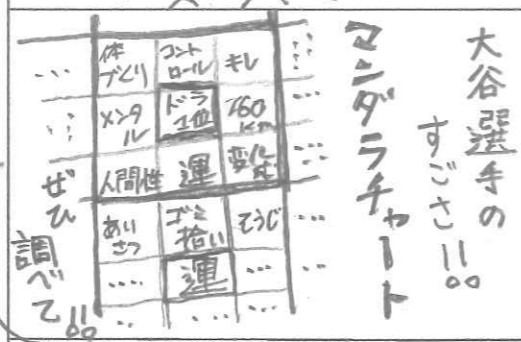 大谷選手の
すごさ!!
マンダラチャート
体づくり
コントロール
キレ
メンタル
ドラ1位
160km
人間性
運
変化球
あいさつ
ゴミ拾い
そうじ
運
ぜひ
調べて!!